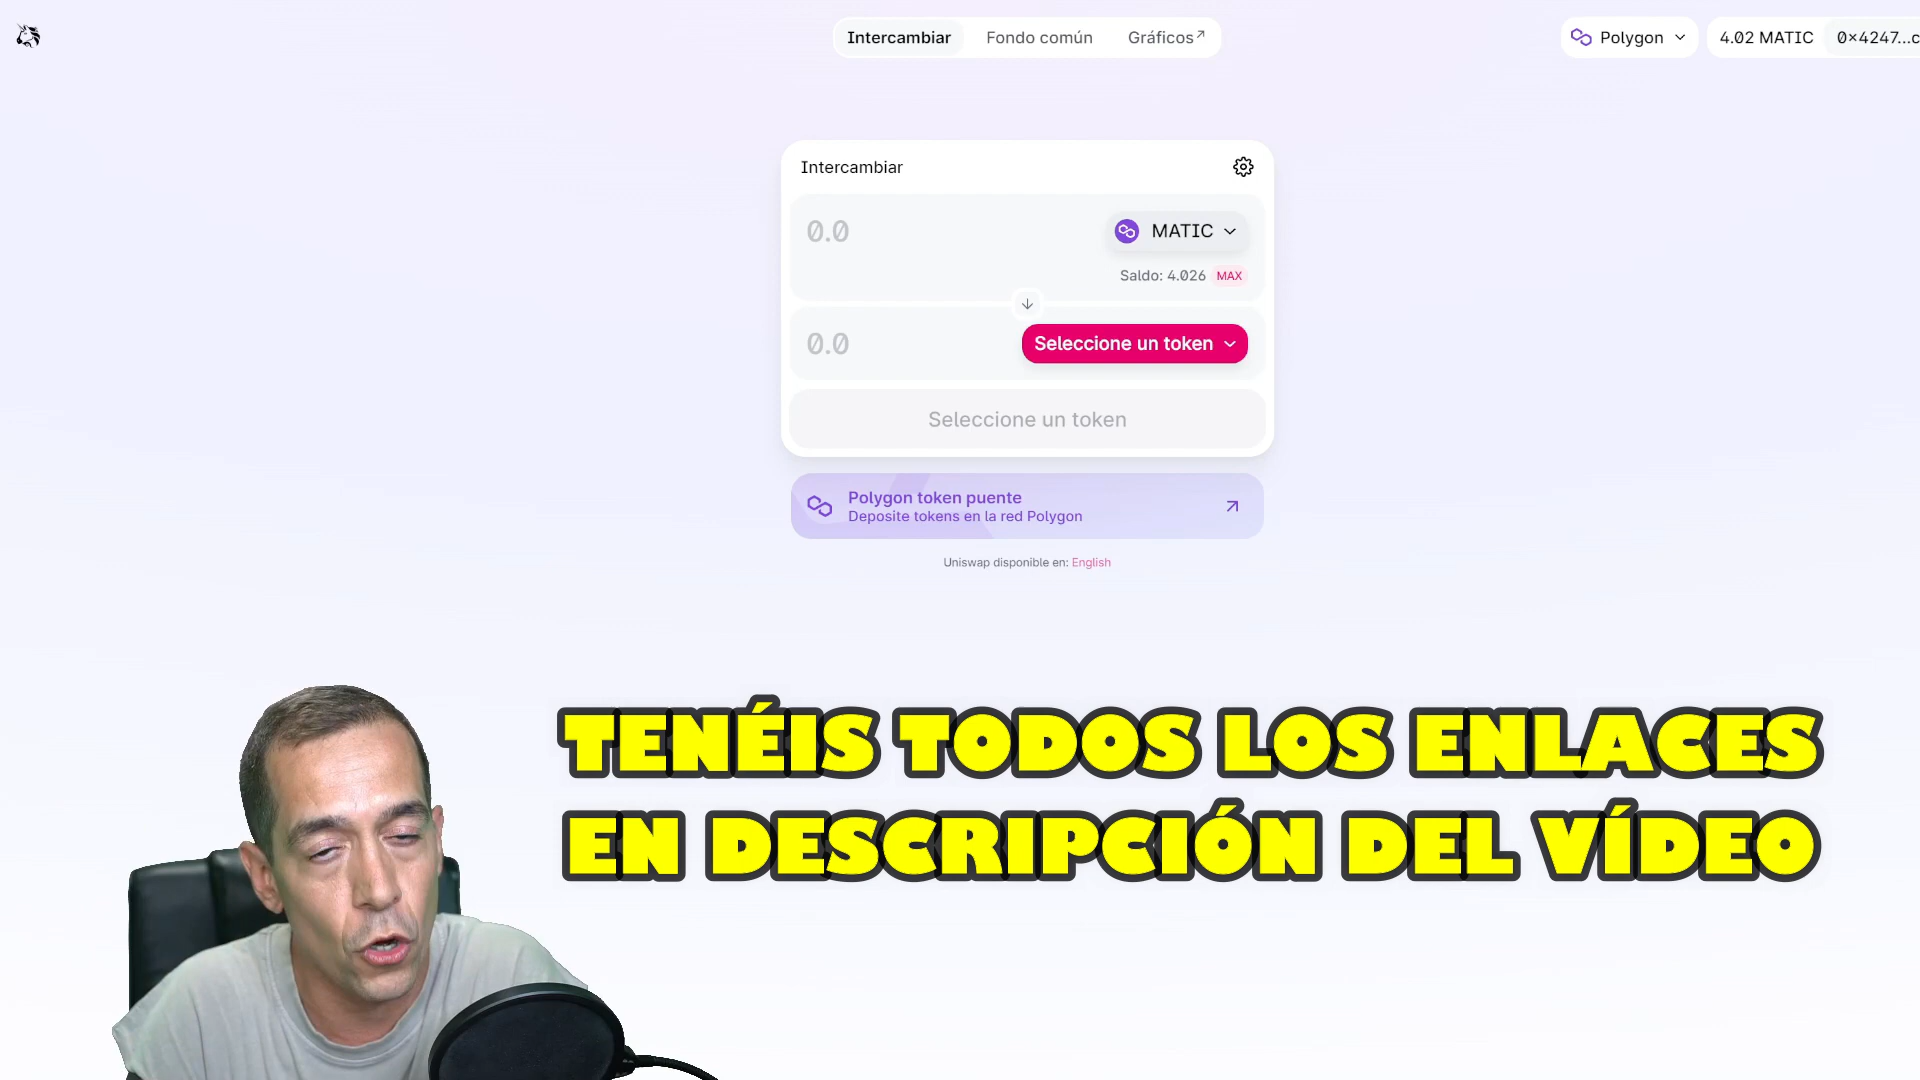 Intercambiar
Fondo común
Gráficos↗
Polygon
4.02 MATIC
0x4247...c
Intercambiar
0.0
MATIC
Saldo: 4.026 MAX
0.0
Seleccione un token
Seleccione un token
Polygon token puente
Deposite tokens en la red Polygon
Uniswap disponible en: English
TENÉIS TODOS LOS ENLACES
EN DESCRIPCIÓN DEL VÍDEO